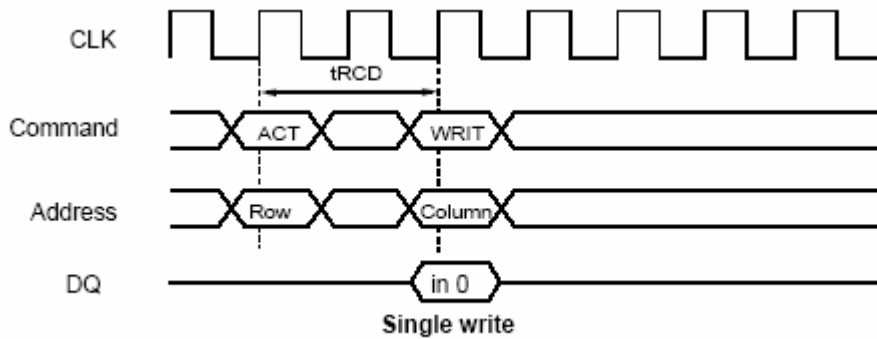 CLK
tRCD
Command ACT WRIT
Address Row Column
DQ in 0
Single write